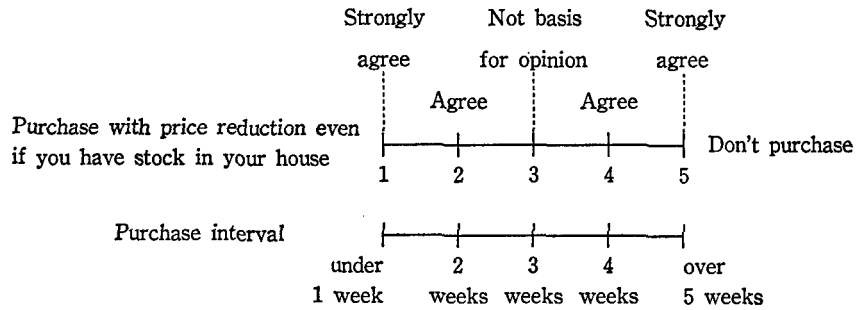 Strongly Not basis Strongly
agree for opinion agree
Agree Agree
Purchase with price reduction even
if you have stock in your house
Don't purchase
1 2 3 4 5
Purchase interval
under 2 3 4 over
1 week weeks weeks weeks 5 weeks